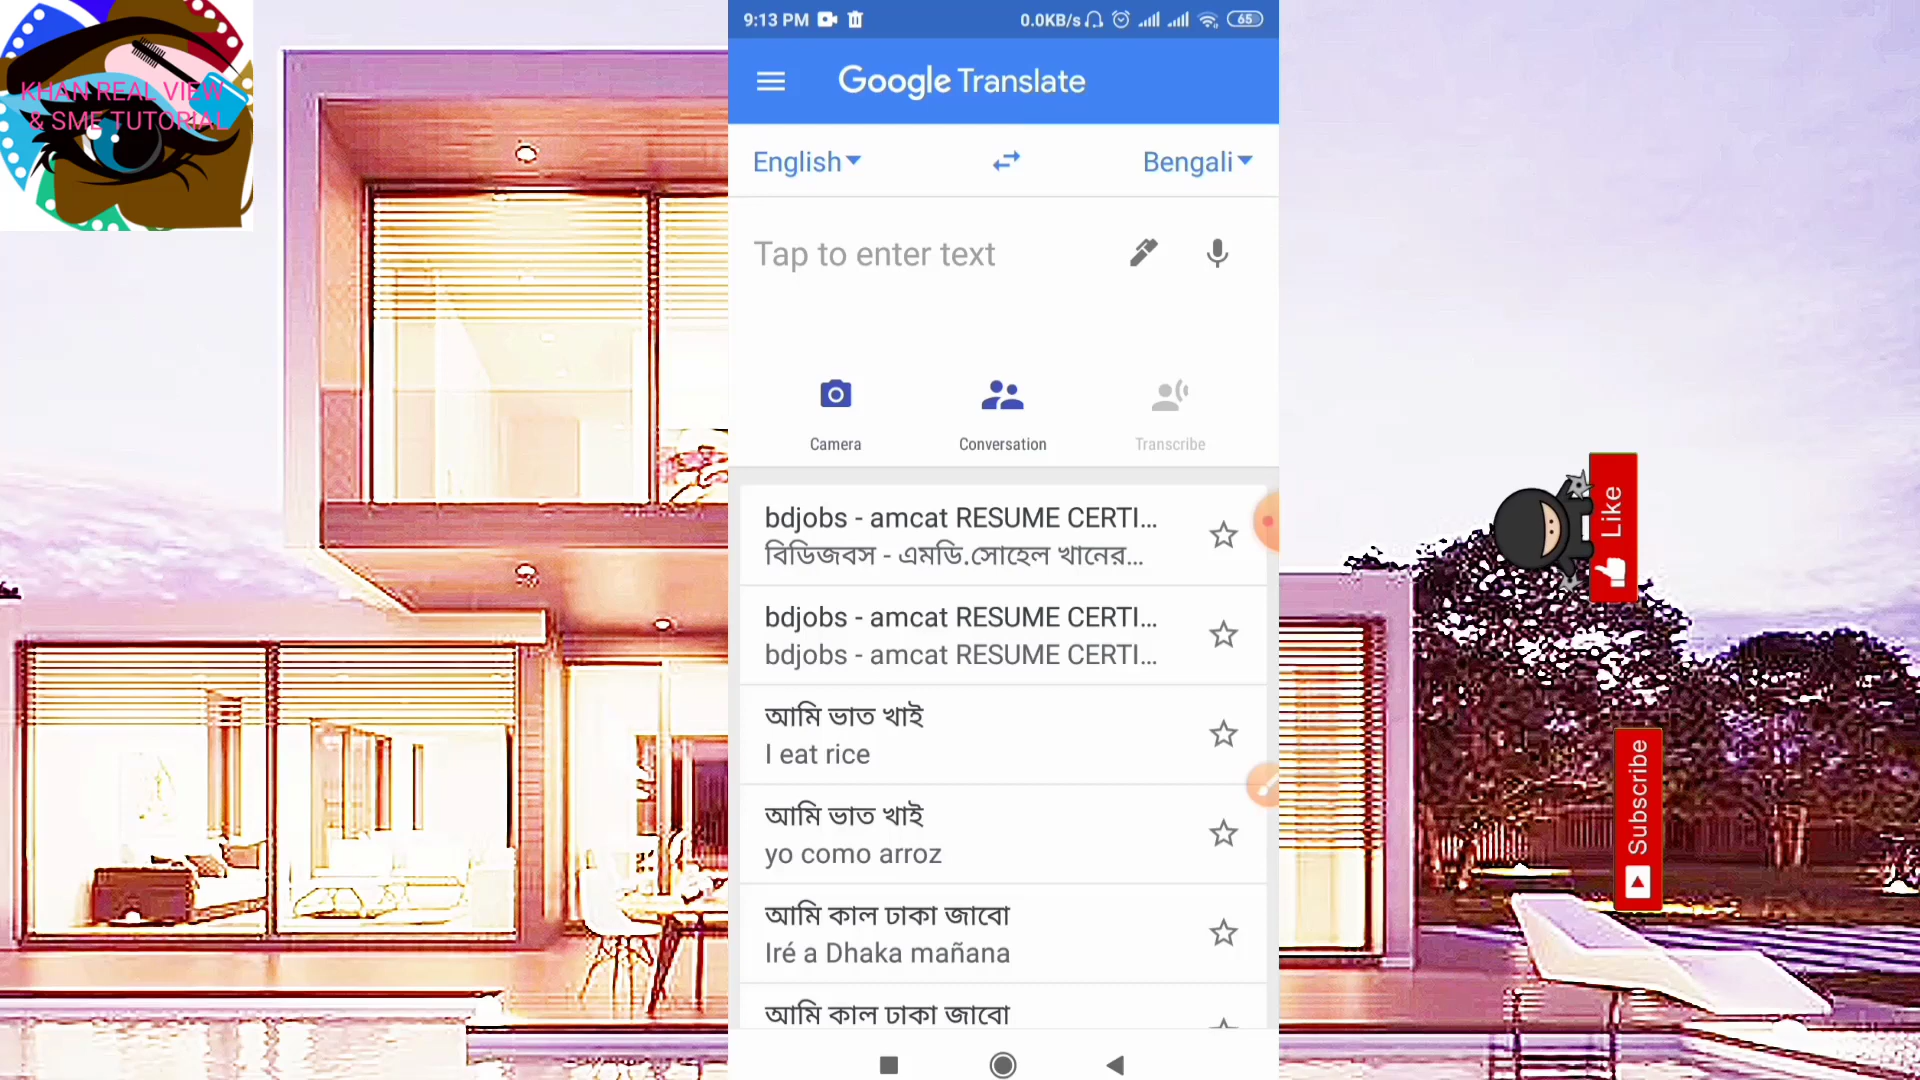 KHAN REAL VIEW
& SME TUTORIAL
9:13 PM
0.0KB/s
65
Google Translate
English
Bengali
Tap to enter text
Camera
Conversation
Transcribe
bdjobs - amcat RESUME CERTI...
বিডিজবস - এমডি.সোহেল খানের...
bdjobs - amcat RESUME CERTI...
bdjobs - amcat RESUME CERTI...
আমি ভাত খাই
I eat rice
আমি ভাত খাই
yo como arroz
আমি কাল ঢাকা জাবো
Iré a Dhaka mañana
আমি কাল ঢাকা জাবো
Like
Subscribe